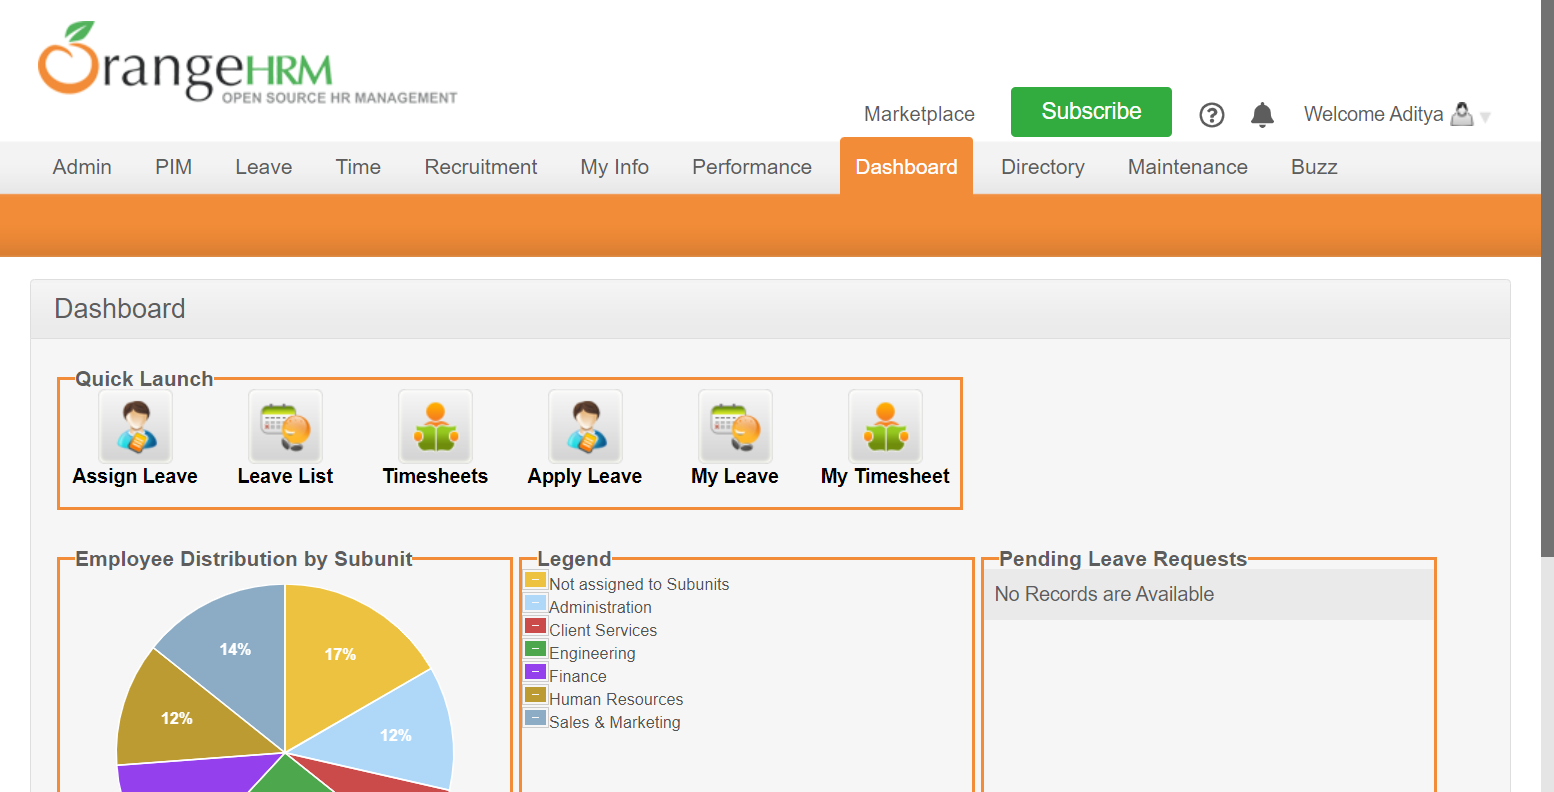 OrangeHRM
OPEN SOURCE HR MANAGEMENT
Marketplace Subscribe ? Welcome Aditya
Admin PIM Leave Time Recruitment My Info Performance Dashboard Directory Maintenance Buzz
Dashboard
Quick Launch
Assign Leave Leave List Timesheets Apply Leave My Leave My Timesheet
Employee Distribution by Subunit
14% 17%
12% 12%
Legend
Not assigned to Subunits
Administration
Client Services
Engineering
Finance
Human Resources
Sales & Marketing
Pending Leave Requests
No Records are Available